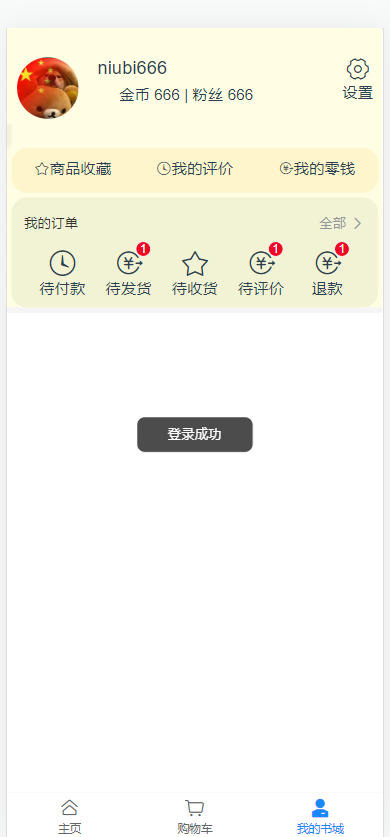 niubi666
金币 666 | 粉丝 666
设置
商品收藏 我的评价 我的零钱
我的订单 全部
1 1 1
待付款 待发货 待收货 待评价 退款
登录成功
主页 购物车 我的书城